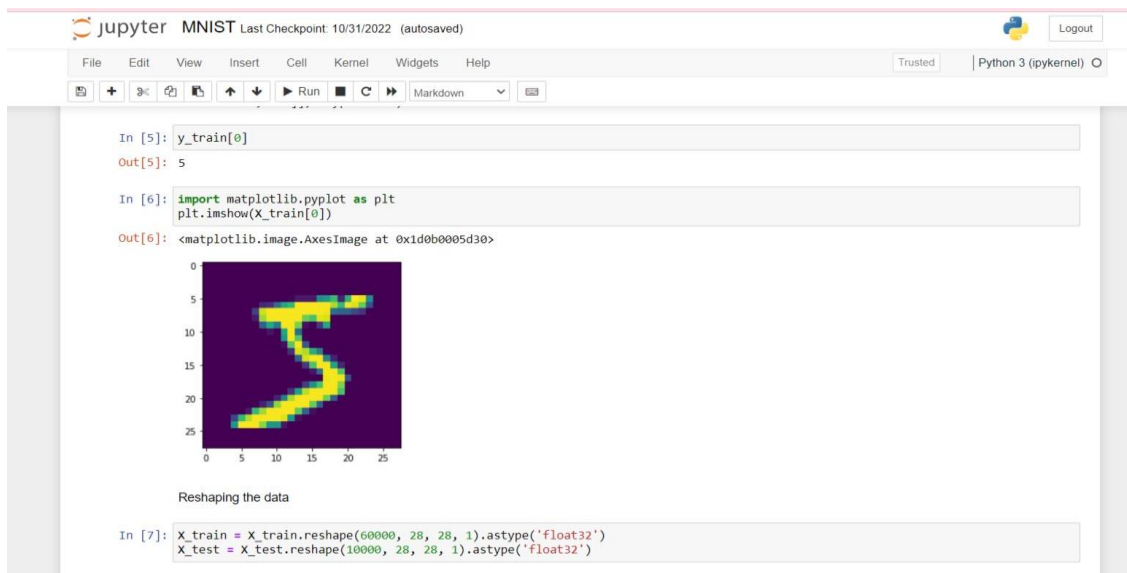 jupyter MNIST Last Checkpoint: 10/31/2022 (autosaved) Logout
File Edit View Insert Cell Kernel Widgets Help Trusted Python 3 (ipykernel)
Run Markdown
In [5]: y_train[0]
Out[5]: 5
In [6]: import matplotlib.pyplot as plt
plt.imshow(X_train[0])
Out[6]: <matplotlib.image.AxesImage at 0x1d0b0005d30>
0
5
10
15
20
25
0 5 10 15 20 25
Reshaping the data
In [7]: X_train = X_train.reshape(60000, 28, 28, 1).astype('float32')
X_test = X_test.reshape(10000, 28, 28, 1).astype('float32')